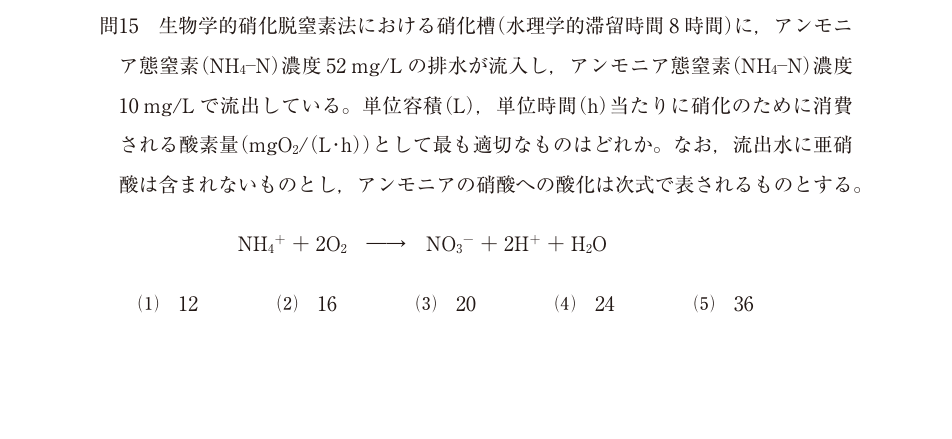 問15 生物学的硝化脱窒素法における硝化槽(水理学的滞留時間8時間)に，アンモニ
ア態窒素(NH₄−N)濃度52 mg/Lの排水が流入し，アンモニア態窒素(NH₄−N)濃度
10 mg/Lで流出している。単位容積(L)，単位時間(h)当たりに硝化のために消費
される酸素量(mgO₂/(L·h))として最も適切なものはどれか。なお，流出水に亜硝
酸は含まれないものとし，アンモニアの硝酸への酸化は次式で表されるものとする。
NH₄⁺ + 2O₂ ⟶ NO₃⁻ + 2H⁺ + H₂O
(1) 12 (2) 16 (3) 20 (4) 24 (5) 36